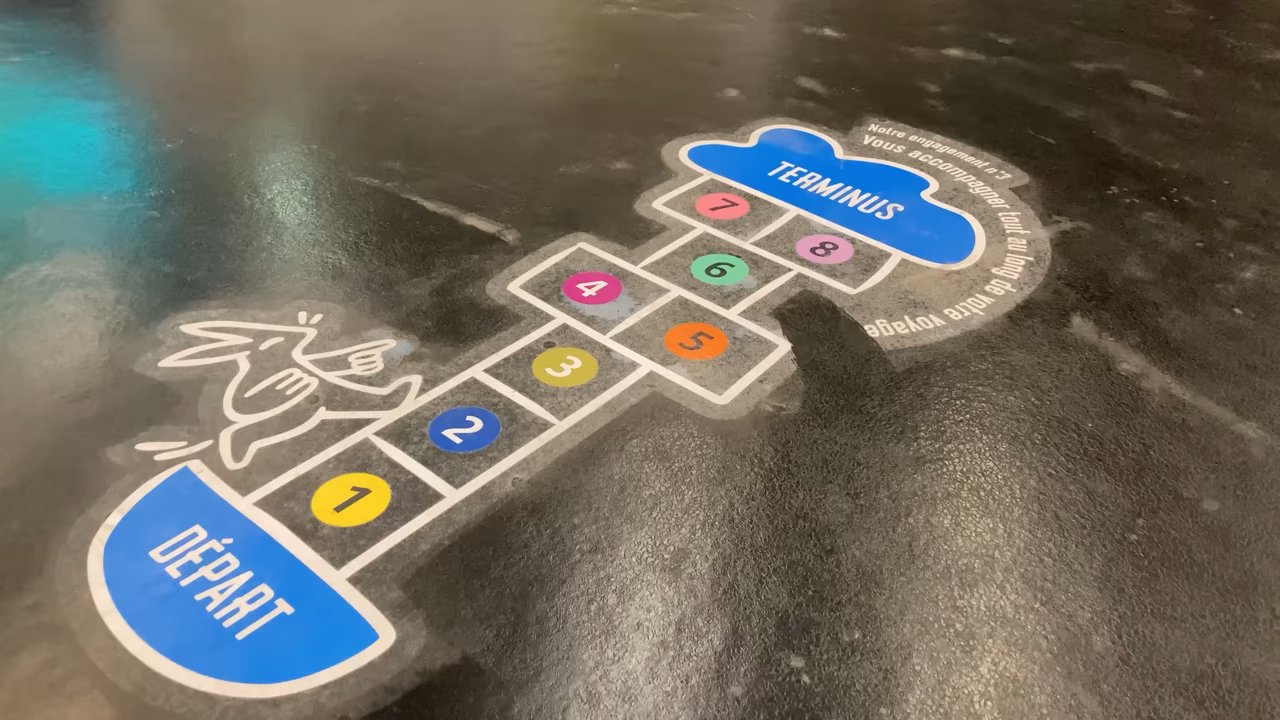 TERMINUS
Notre engagement n°3
Vous accompagner tout au long de votre voyage
7
8
6
4
5
3
2
1
DÉPART